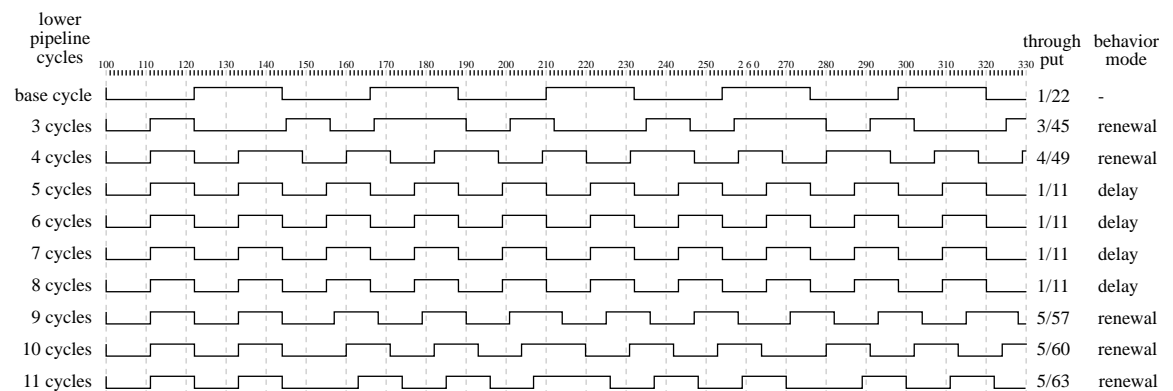 lower
pipeline
cycles
through
put
behavior
mode
100 110 120 130 140 150 160 170 180 190 200 210 220 230 240 250 2 6 0 270 280 290 300 310 320 330
base cycle 1/22 -
3 cycles 3/45 renewal
4 cycles 4/49 renewal
5 cycles 1/11 delay
6 cycles 1/11 delay
7 cycles 1/11 delay
8 cycles 1/11 delay
9 cycles 5/57 renewal
10 cycles 5/60 renewal
11 cycles 5/63 renewal